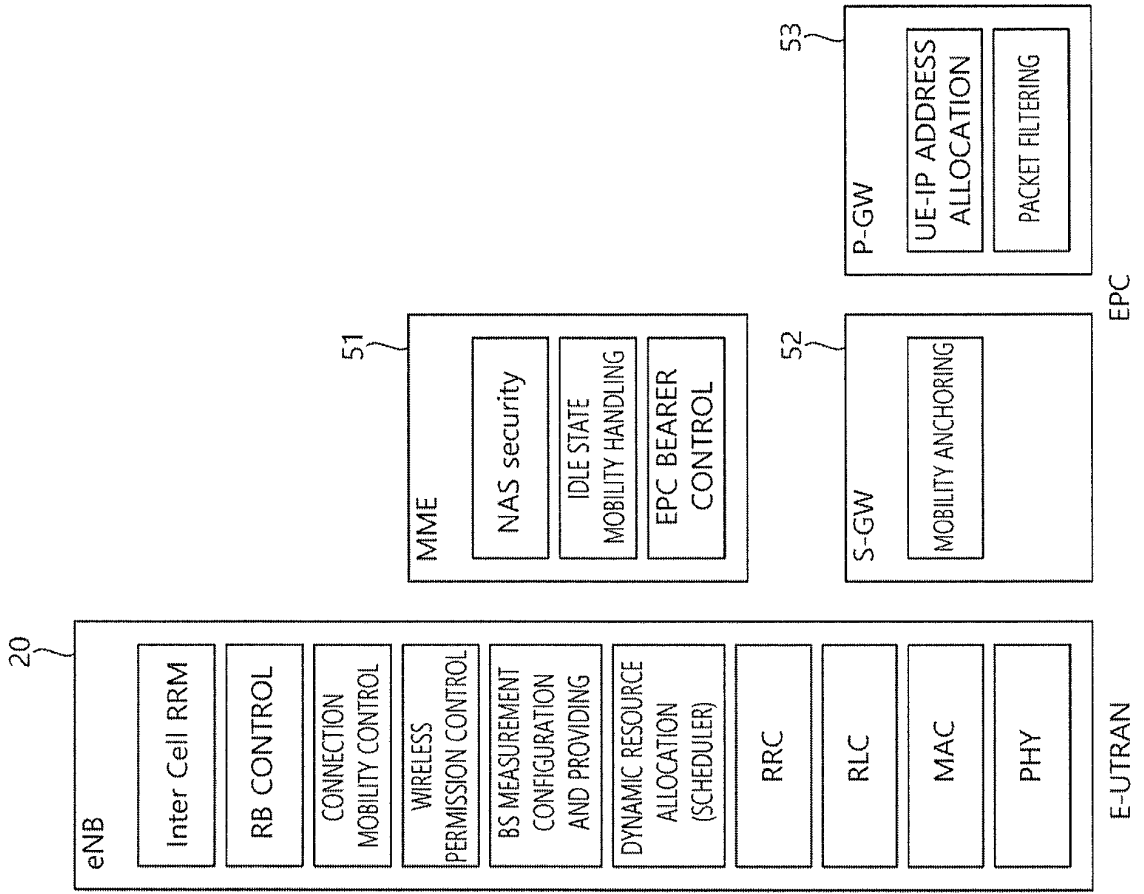 20
eNB
Inter Cell RRM
RB CONTROL
CONNECTION
MOBILITY CONTROL
WIRELESS
PERMISSION CONTROL
BS MEASUREMENT
CONFIGURATION
AND PROVIDING
DYNAMIC RESOURCE
ALLOCATION
(SCHEDULER)
RRC
RLC
MAC
PHY
E-UTRAN
51
MME
NAS security
IDLE STATE
MOBILITY HANDLING
EPC BEARER
CONTROL
52
S-GW
MOBILITY ANCHORING
53
P-GW
UE-IP ADDRESS
ALLOCATION
PACKET FILTERING
EPC